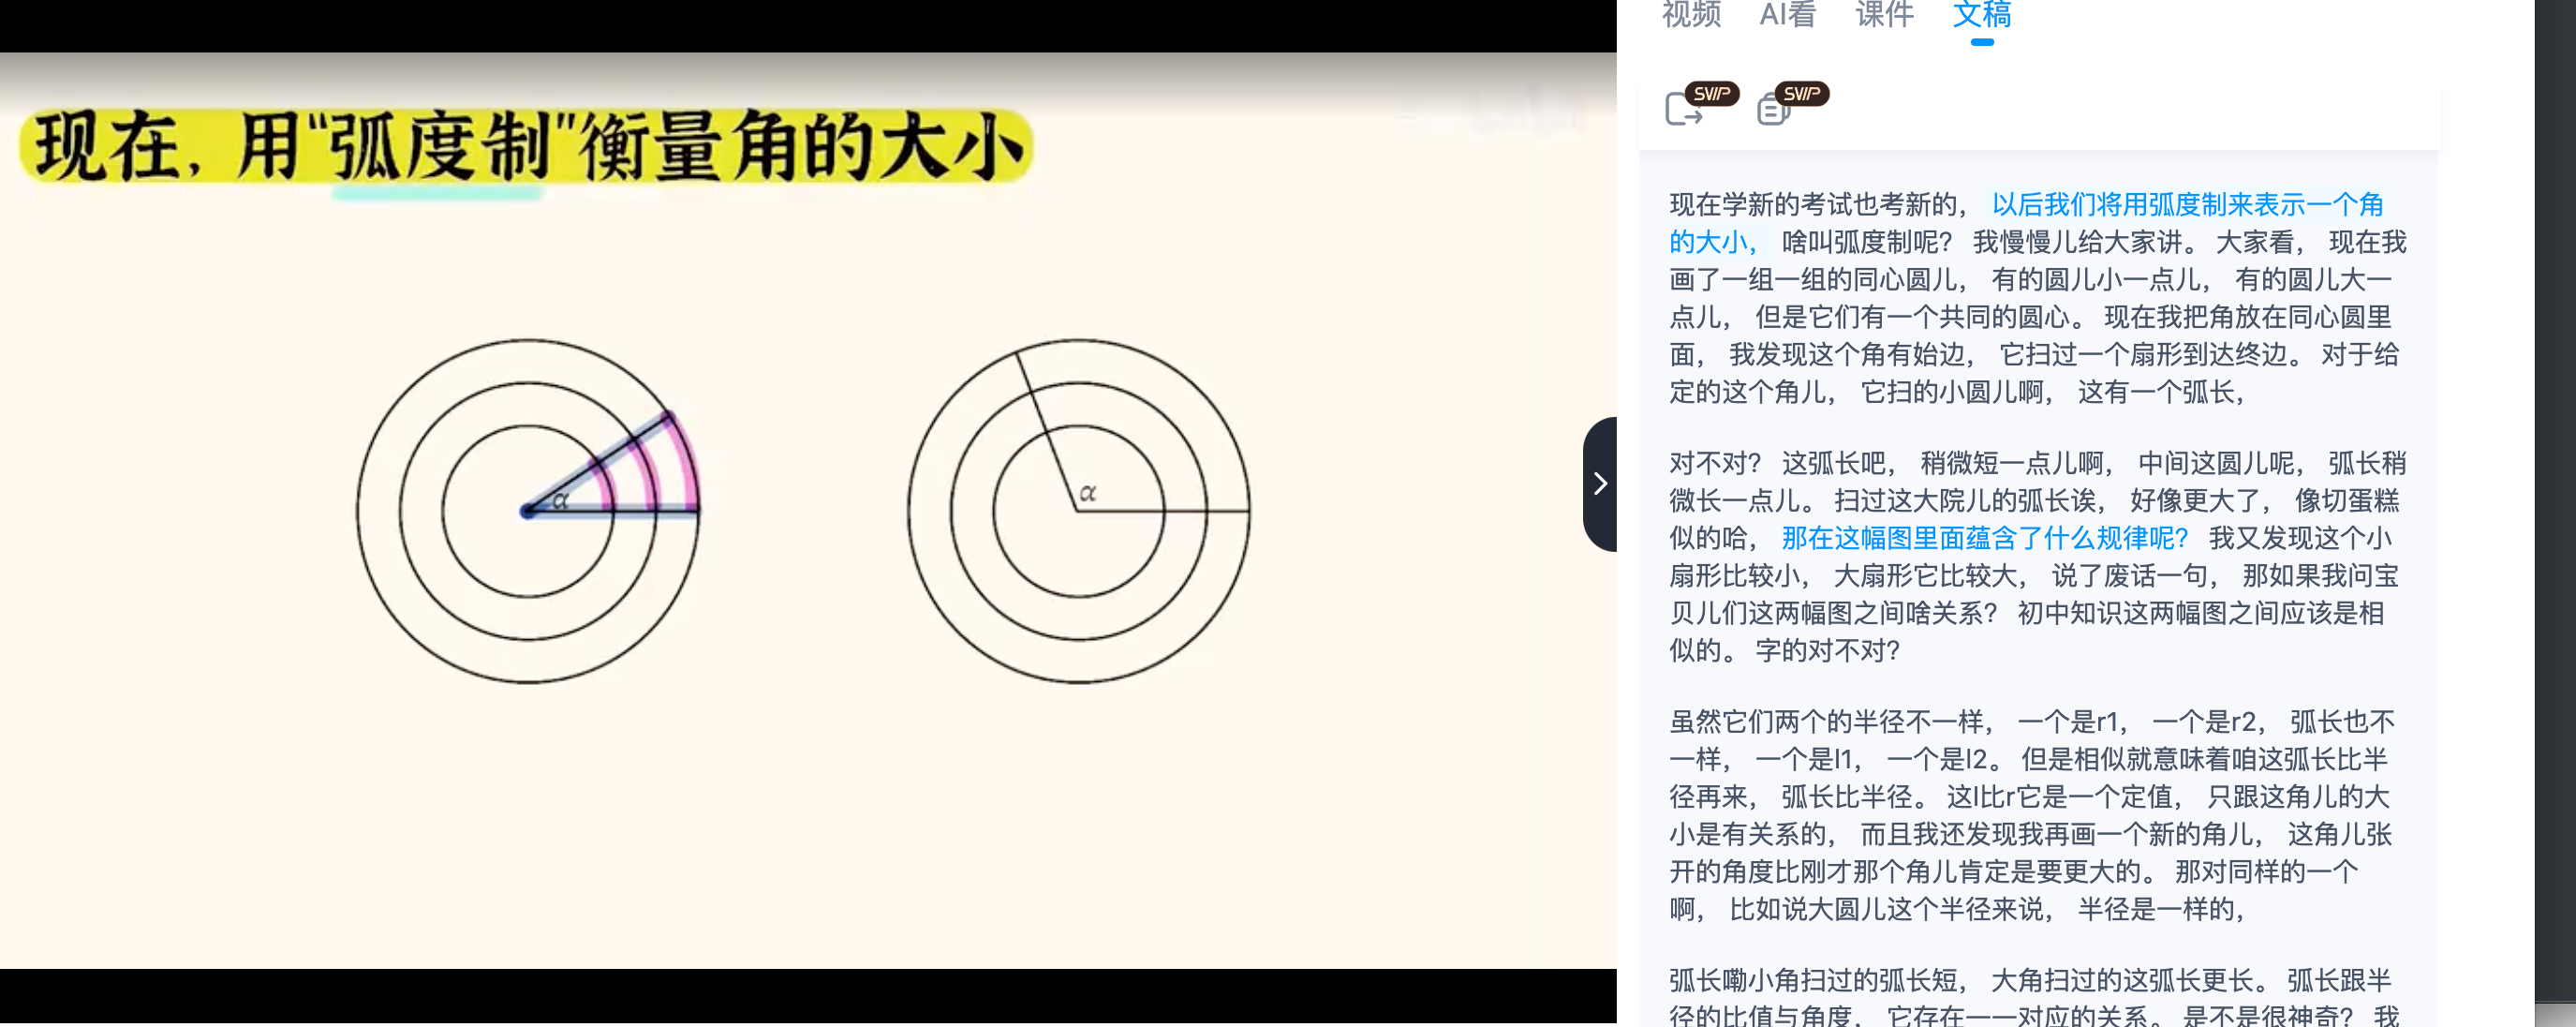 现在，用“弧度制”衡量角的大小
α
α
视频 AI看 课件 文稿
SVIP SVIP
现在学新的考试也考新的， 以后我们将用弧度制来表示一个角
的大小， 啥叫弧度制呢？ 我慢慢儿给大家讲。 大家看， 现在我
画了一组一组的同心圆儿， 有的圆儿小一点儿， 有的圆儿大一
点儿， 但是它们有一个共同的圆心。 现在我把角放在同心圆里
面， 我发现这个角有始边， 它扫过一个扇形到达终边。 对于给
定的这个角儿， 它扫的小圆儿啊， 这有一个弧长，
对不对？ 这弧长吧， 稍微短一点儿啊， 中间这圆儿呢， 弧长稍
微长一点儿。 扫过这大院儿的弧长诶， 好像更大了， 像切蛋糕
似的哈， 那在这幅图里面蕴含了什么规律呢？ 我又发现这个小
扇形比较小， 大扇形它比较大， 说了废话一句， 那如果我问宝
贝儿们这两幅图之间啥关系？ 初中知识这两幅图之间应该是相
似的。 字的对不对？
虽然它们两个的半径不一样， 一个是r1， 一个是r2， 弧长也不
一样， 一个是l1， 一个是l2。 但是相似就意味着咱这弧长比半
径再来， 弧长比半径。 这l比r它是一个定值， 只跟这角儿的大
小是有关系的， 而且我还发现我再画一个新的角儿， 这角儿张
开的角度比刚才那个角儿肯定是要更大的。 那对同样的一个
啊， 比如说大圆儿这个半径来说， 半径是一样的，
弧长嘞小角扫过的弧长短， 大角扫过的这弧长更长。 弧长跟半
径的比值与角度， 它存在一一对应的关系。 是不是很神奇？ 我